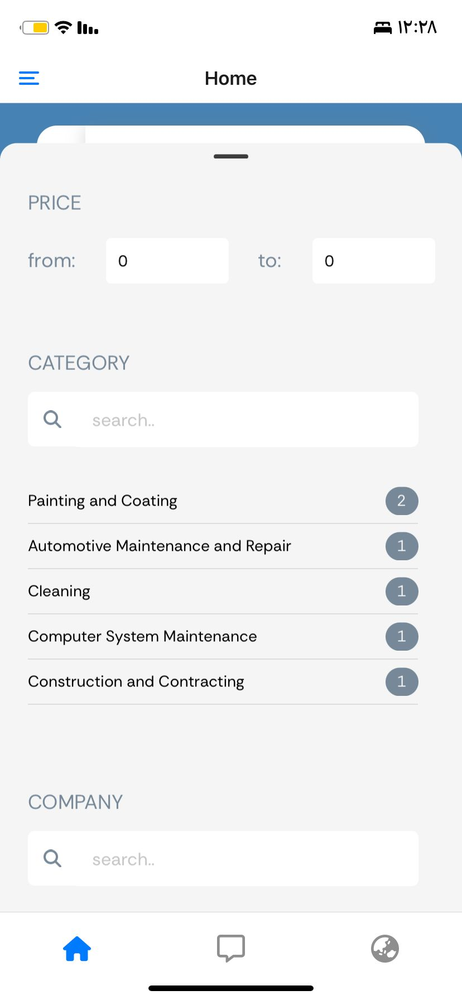 ١٢:٢٨
Home
PRICE
from: 0 to: 0
CATEGORY
search..
Painting and Coating 2
Automotive Maintenance and Repair 1
Cleaning 1
Computer System Maintenance 1
Construction and Contracting 1
COMPANY
search..